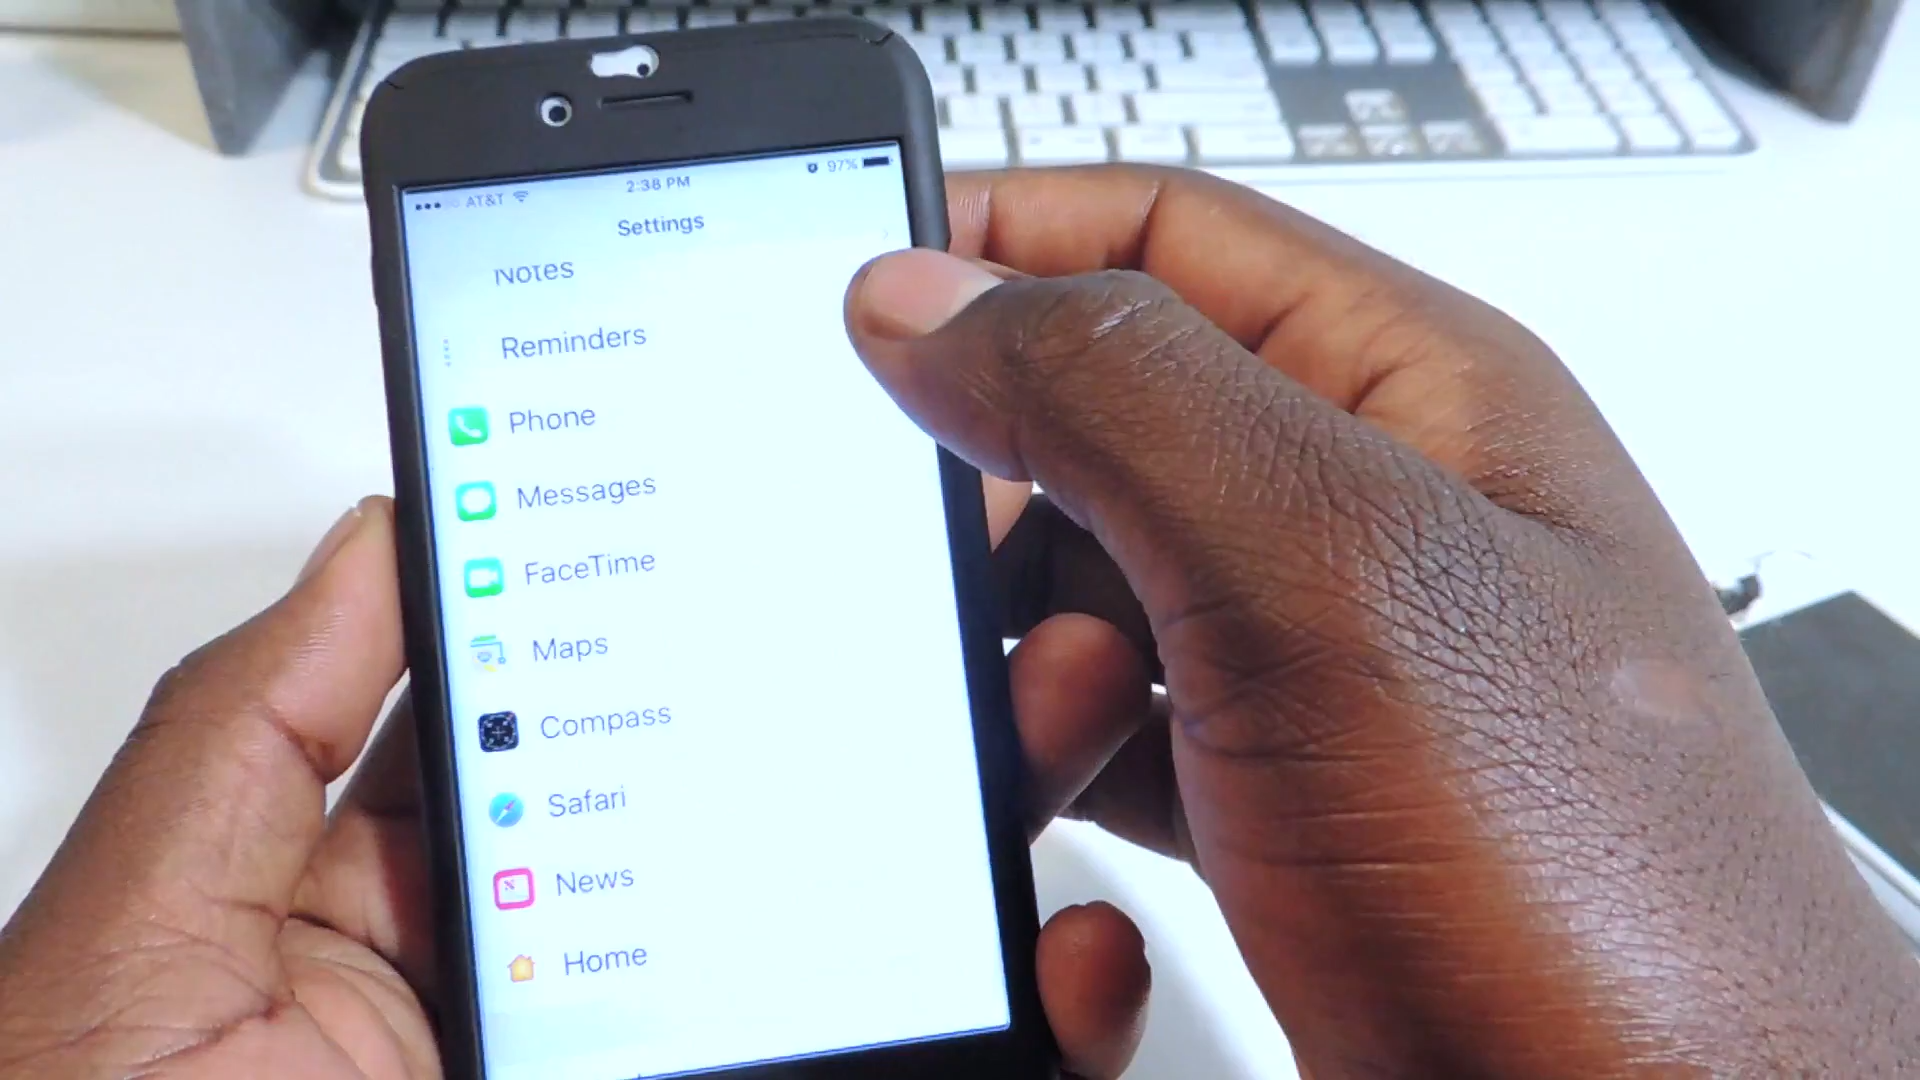 AT&T 2:38 PM 97%
Settings
Notes
Reminders
Phone
Messages
FaceTime
Maps
Compass
Safari
News
Home